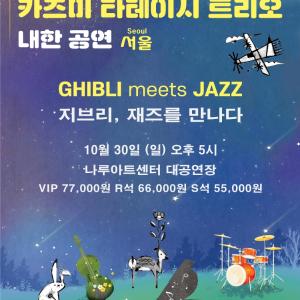 카즈미 타테이시 트리오
내한 공연 Seoul 서울
GHIBLI meets JAZZ
지브리, 재즈를 만나다
10월 30일 (일) 오후 5시
나루아트센터 대공연장
VIP 77,000원 R석 66,000원 S석 55,000원